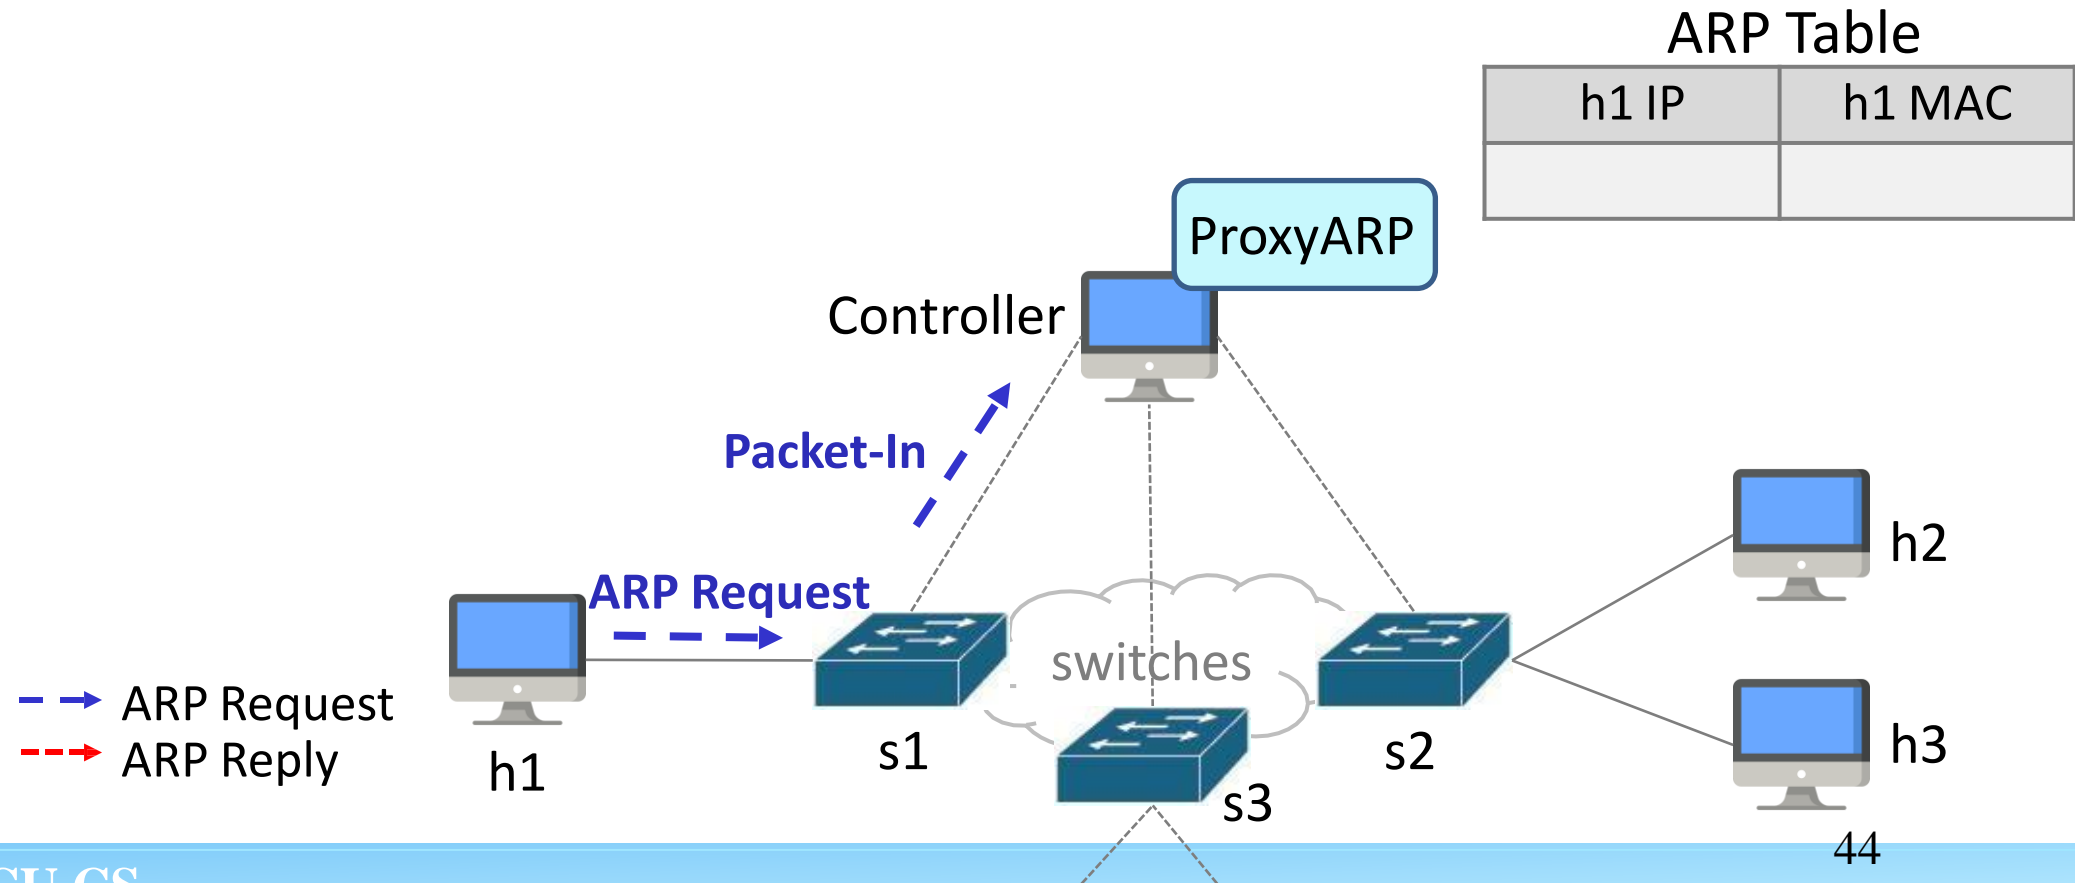 ARP Table
h1 IP
h1 MAC
ProxyARP
Controller
Packet-In
ARP Request
switches
h2
h3
h1
s1
s2
s3
ARP Request
ARP Reply
44